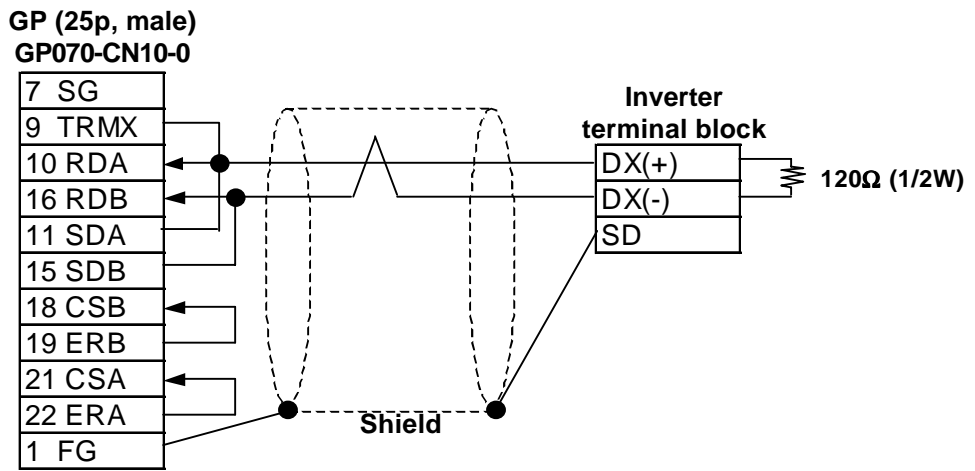 GP (25p, male)
GP070-CN10-0
7 SG
9 TRMX
10 RDA
16 RDB
11 SDA
15 SDB
18 CSB
19 ERB
21 CSA
22 ERA
1 FG
Shield
Inverter
terminal block
DX(+)
DX(-)
SD
120Ω (1/2W)